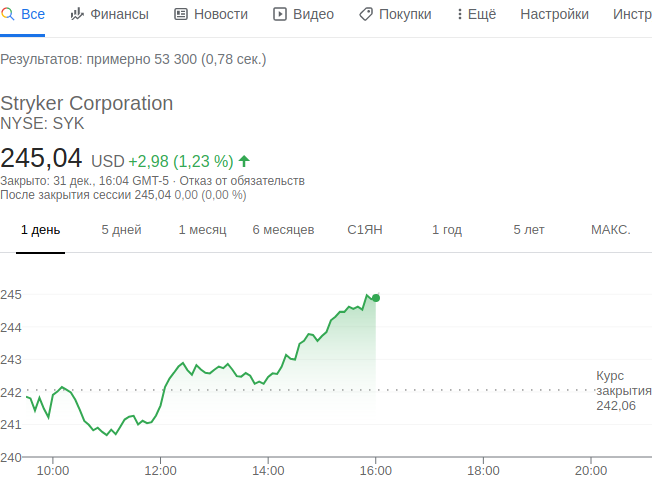 Все Финансы Новости Видео Покупки Ещё Настройки Инстр
Результатов: примерно 53 300 (0,78 сек.)
Stryker Corporation
NYSE: SYK
245,04 USD +2,98 (1,23 %)
Закрыто: 31 дек., 16:04 GMT-5 · Отказ от обязательств
После закрытия сессии 245,04 0,00 (0,00 %)
1 день 5 дней 1 месяц 6 месяцев С1ЯН 1 год 5 лет МАКС.
245
244
243
242
241
240
Курс
закрытия
242,06
10:00 12:00 14:00 16:00 18:00 20:00